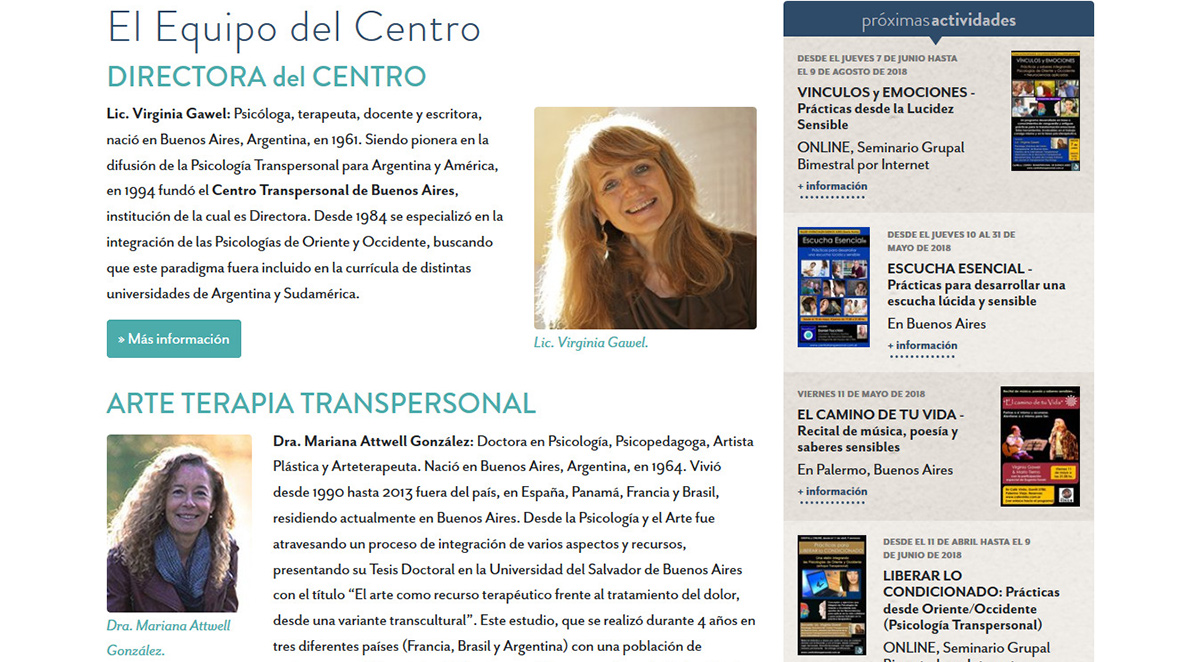 El Equipo del Centro
DIRECTORA del CENTRO
Lic. Virginia Gawel: Psicóloga, terapeuta, docente y escritora,
nació en Buenos Aires, Argentina, en 1961. Siendo pionera en la
difusión de la Psicología Transpersonal para Argentina y América,
en 1994 fundó el Centro Transpersonal de Buenos Aires,
institución de la cual es Directora. Desde 1984 se especializó en la
integración de las Psicologías de Oriente y Occidente, buscando
que este paradigma fuera incluido en la currícula de distintas
universidades de Argentina y Sudamérica.
» Más información
Lic. Virginia Gawel.
ARTE TERAPIA TRANSPERSONAL
Dra. Mariana Attwell
González.
Dra. Mariana Attwell González: Doctora en Psicología, Psicopedagoga, Artista
Plástica y Arteterapeuta. Nació en Buenos Aires, Argentina, en 1964. Vivió
desde 1990 hasta 2013 fuera del país, en España, Panamá, Francia y Brasil,
residiendo actualmente en Buenos Aires. Desde la Psicología y el Arte fue
atravesando un proceso de integración de varios aspectos y recursos,
presentando su Tesis Doctoral en la Universidad del Salvador de Buenos Aires
con el título “El arte como recurso terapéutico frente al tratamiento del dolor,
desde una variante transcultural”. Este estudio, que se realizó durante 4 años en
tres diferentes países (Francia, Brasil y Argentina) con una población de
próximasactividades
DESDE EL JUEVES 7 DE JUNIO HASTA
EL 9 DE AGOSTO DE 2018
VINCULOS y EMOCIONES -
Prácticas desde la Lucidez
Sensible
ONLINE, Seminario Grupal
Bimestral por Internet
+ información
VÍNCULOS y EMOCIONES
Escucha Esencial
DESDE EL JUEVES 10 AL 31 DE
MAYO DE 2018
ESCUCHA ESENCIAL -
Prácticas para desarrollar una
escucha lúcida y sensible
En Buenos Aires
+ información
VIERNES 11 DE MAYO DE 2018
EL CAMINO DE TU VIDA -
Recital de música, poesía y
saberes sensibles
En Palermo, Buenos Aires
+ información
"El camino de tu Vida"
DESDE EL 11 DE ABRIL HASTA EL 9
DE JUNIO DE 2018
LIBERAR LO
CONDICIONADO: Prácticas
desde Oriente/Occidente
(Psicología Transpersonal)
ONLINE, Seminario Grupal